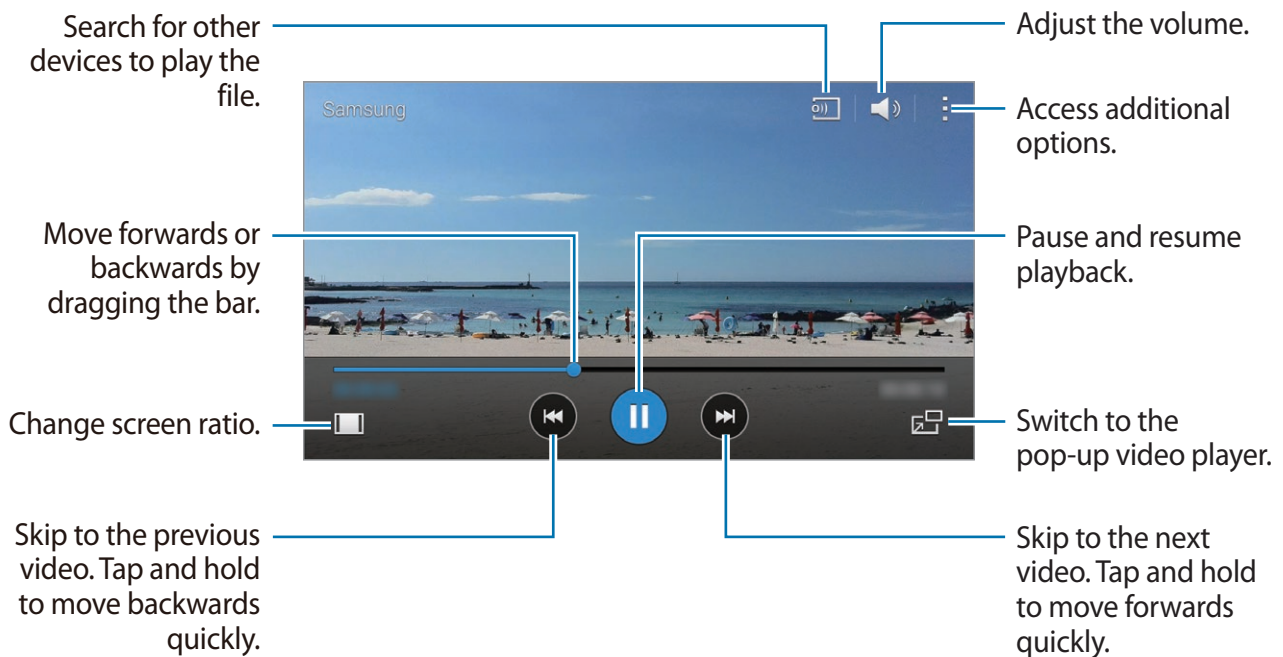 Search for other
devices to play the
file.
Adjust the volume.
Samsung
Access additional
options.
Move forwards or
backwards by
dragging the bar.
Pause and resume
playback.
Change screen ratio.
Switch to the
pop-up video player.
Skip to the previous
video. Tap and hold
to move backwards
quickly.
Skip to the next
video. Tap and hold
to move forwards
quickly.